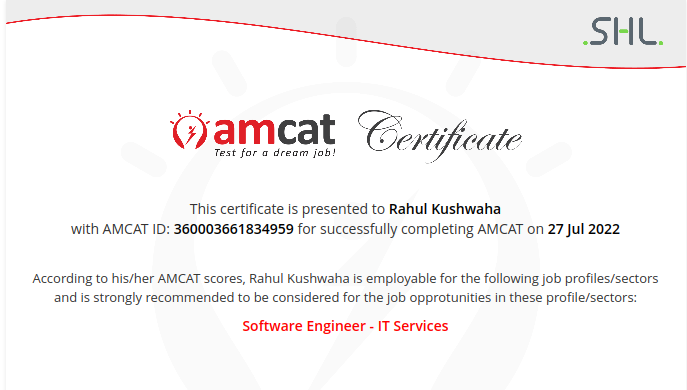 .SHL.
amcat Certificate
Test for a dream job!
This certificate is presented to Rahul Kushwaha
with AMCAT ID: 360003661834959 for successfully completing AMCAT on 27 Jul 2022
According to his/her AMCAT scores, Rahul Kushwaha is employable for the following job profiles/sectors
and is strongly recommended to be considered for the job opprotunities in these profile/sectors:
Software Engineer - IT Services